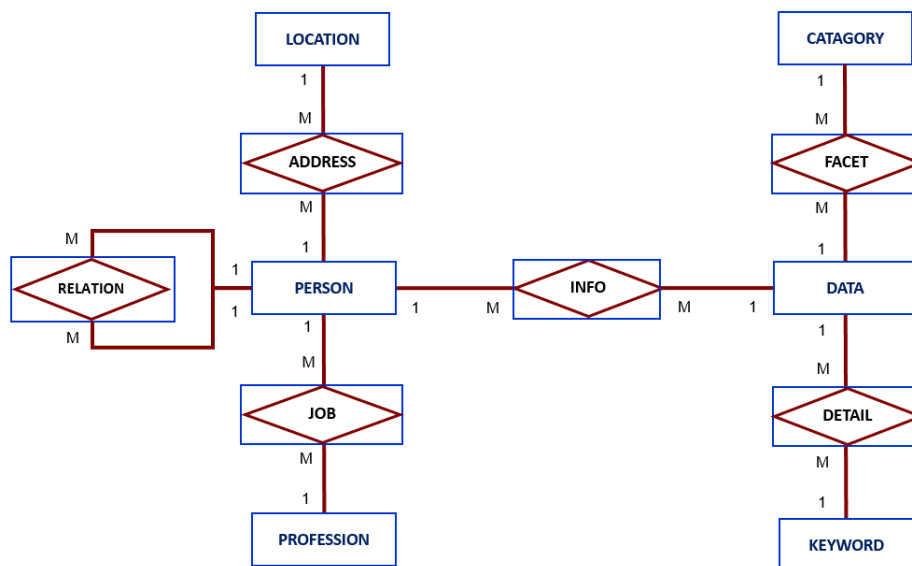 LOCATION
CATAGORY
1
1
M
M
ADDRESS
FACET
M
M
M
1
1
1
RELATION
PERSON
INFO
DATA
1
1
M
M
1
M
1
1
M
M
JOB
DETAIL
M
M
1
1
PROFESSION
KEYWORD